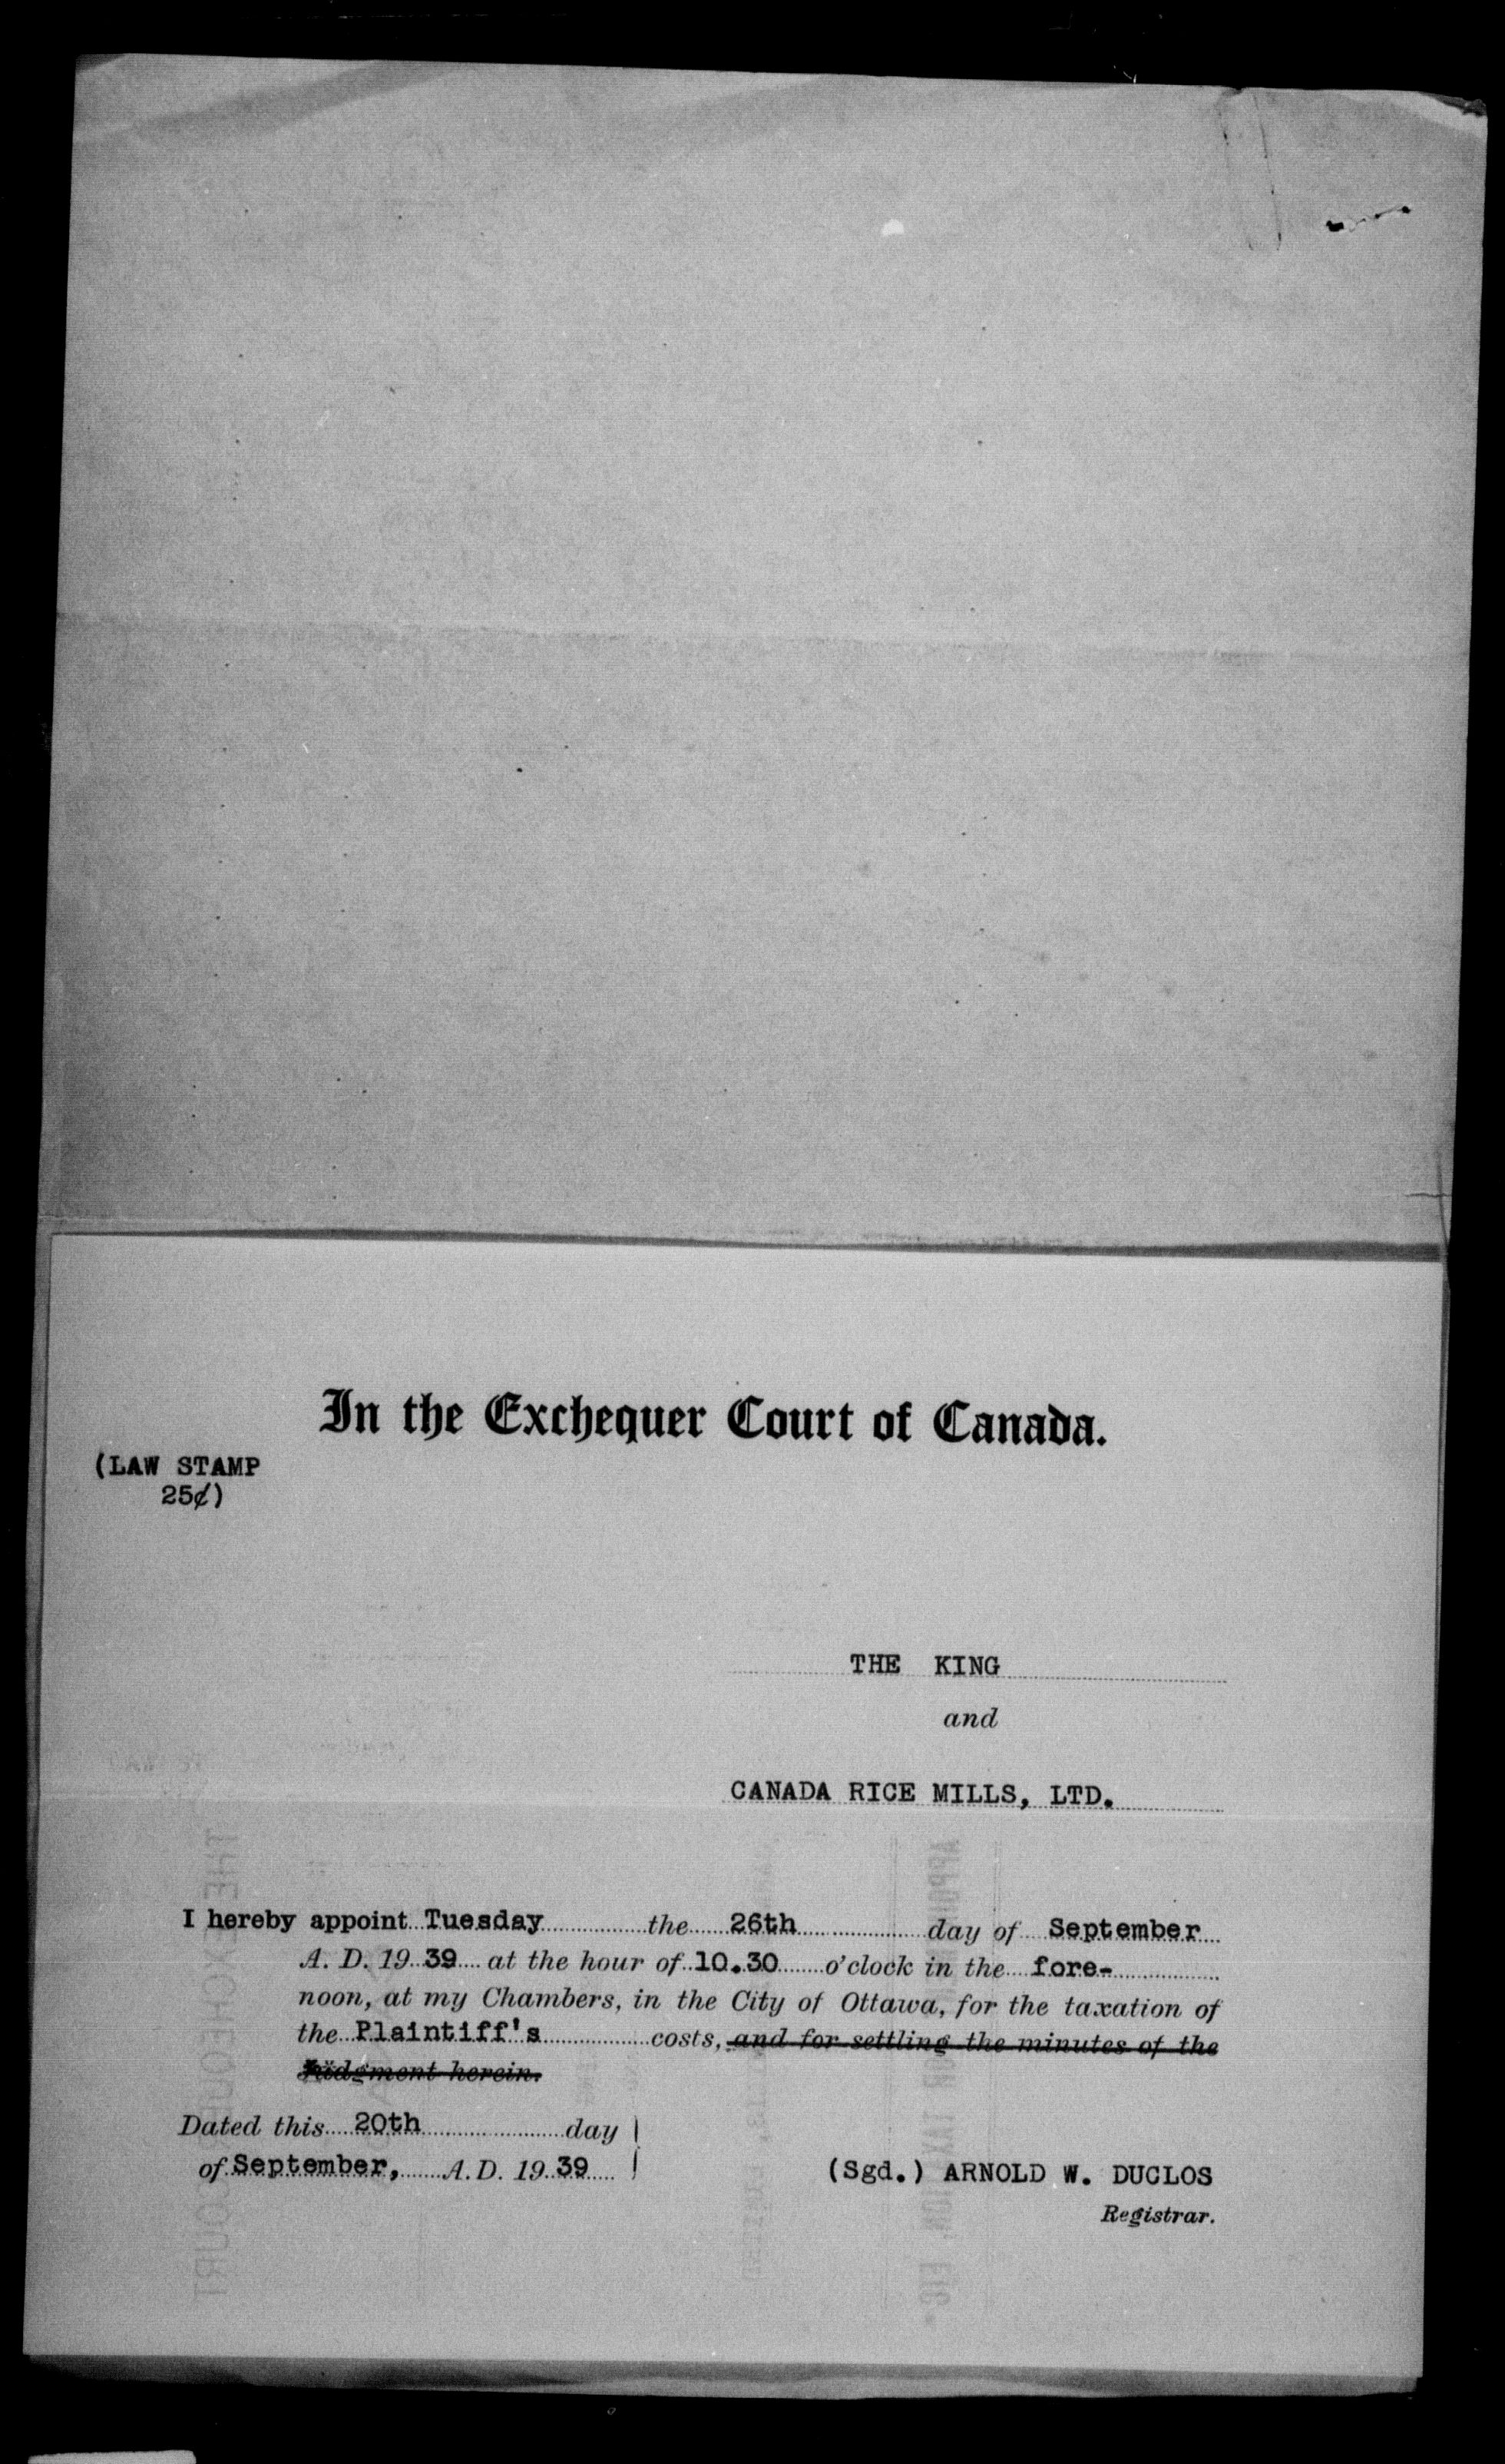 In the Exchequer Court of Canada.
(LAW STAMP
25¢)
THE KING
and
CANADA RICE MILLS, LTD.
I hereby appoint Tuesday the 26th day of September
A. D. 19 39 at the hour of 10.30 o'clock in the fore-
noon, at my Chambers, in the City of Ottawa, for the taxation of
the Plaintiff's costs, and for settling the minutes of the
Judgment herein.
Dated this 20th day
of September, A.D. 19 39
(Sgd.) ARNOLD W. DUCLOS
Registrar.